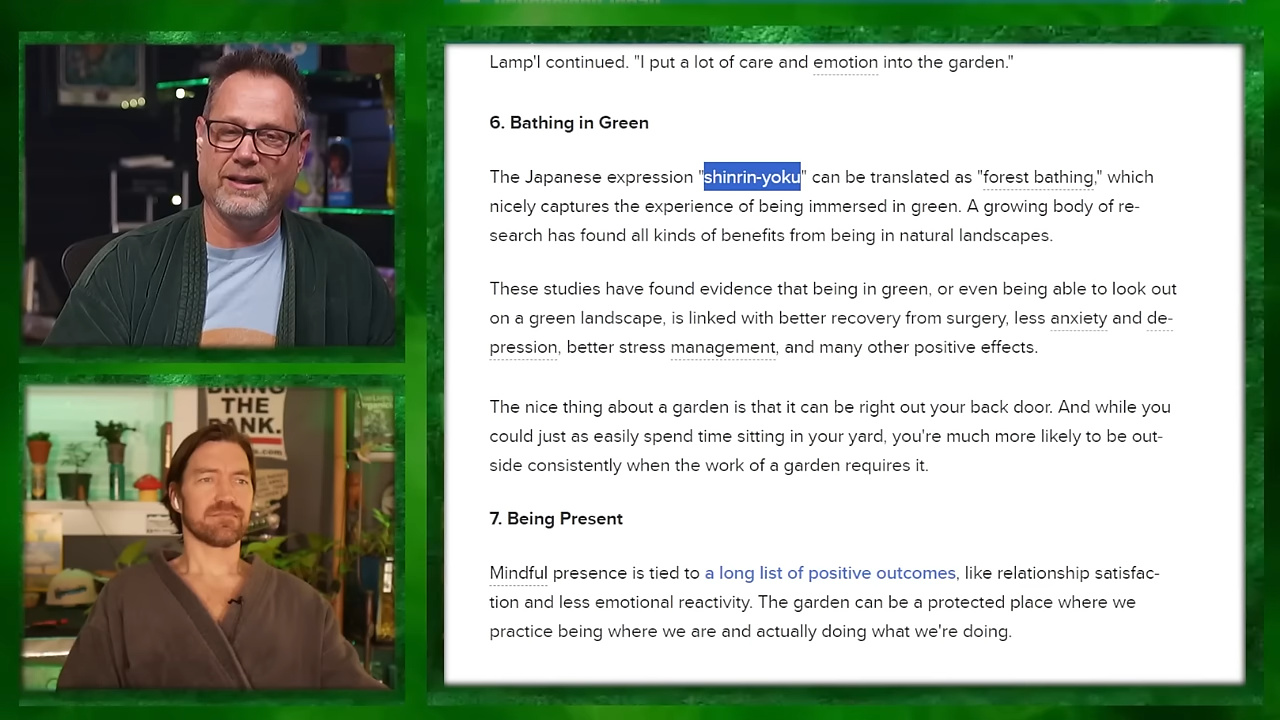 Lamp'l continued. "I put a lot of care and emotion into the garden."
6. Bathing in Green
The Japanese expression "shinrin-yoku" can be translated as "forest bathing," which
nicely captures the experience of being immersed in green. A growing body of re-
search has found all kinds of benefits from being in natural landscapes.
These studies have found evidence that being in green, or even being able to look out
on a green landscape, is linked with better recovery from surgery, less anxiety and de-
pression, better stress management, and many other positive effects.
The nice thing about a garden is that it can be right out your back door. And while you
could just as easily spend time sitting in your yard, you're much more likely to be out-
side consistently when the work of a garden requires it.
7. Being Present
Mindful presence is tied to a long list of positive outcomes, like relationship satisfac-
tion and less emotional reactivity. The garden can be a protected place where we
practice being where we are and actually doing what we're doing.
BRING
THE
Organics